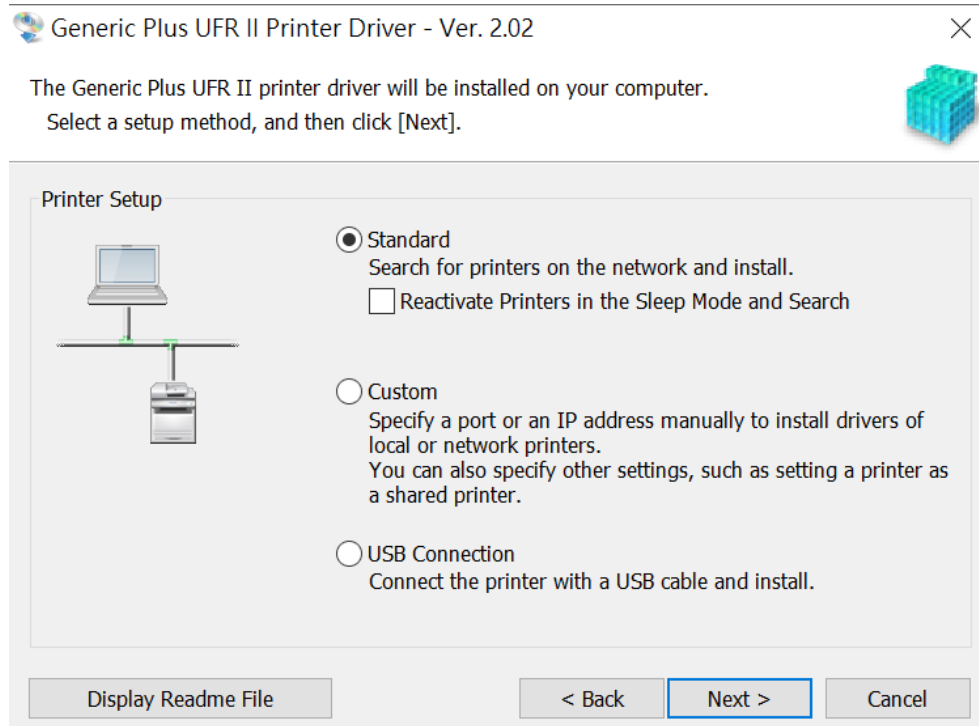 Generic Plus UFR II Printer Driver - Ver. 2.02
The Generic Plus UFR II printer driver will be installed on your computer.
Select a setup method, and then click [Next].
Printer Setup
Standard
Search for printers on the network and install.
Reactivate Printers in the Sleep Mode and Search
Custom
Specify a port or an IP address manually to install drivers of
local or network printers.
You can also specify other settings, such as setting a printer as
a shared printer.
USB Connection
Connect the printer with a USB cable and install.
Display Readme File
< Back
Next >
Cancel